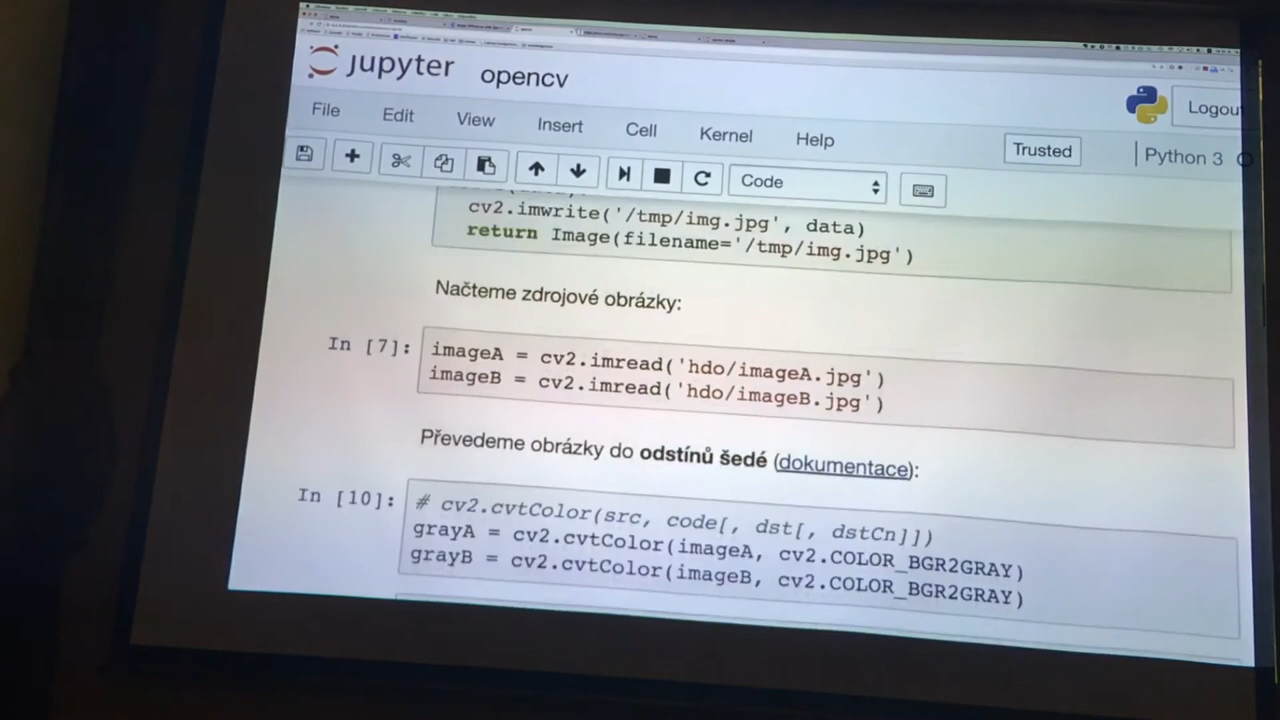 jupyter opencv
Logou
File Edit View Insert Cell Kernel Help
Trusted
Python 3
Code
cv2.imwrite('/tmp/img.jpg', data)
return Image(filename='/tmp/img.jpg')
Načteme zdrojové obrázky:
In [7]:
imageA = cv2.imread('hdo/imageA.jpg')
imageB = cv2.imread('hdo/imageB.jpg')
Převedeme obrázky do odstínů šedé (dokumentace):
In [10]:
# cv2.cvtColor(src, code[, dst[, dstCn]])
grayA = cv2.cvtColor(imageA, cv2.COLOR_BGR2GRAY)
grayB = cv2.cvtColor(imageB, cv2.COLOR_BGR2GRAY)